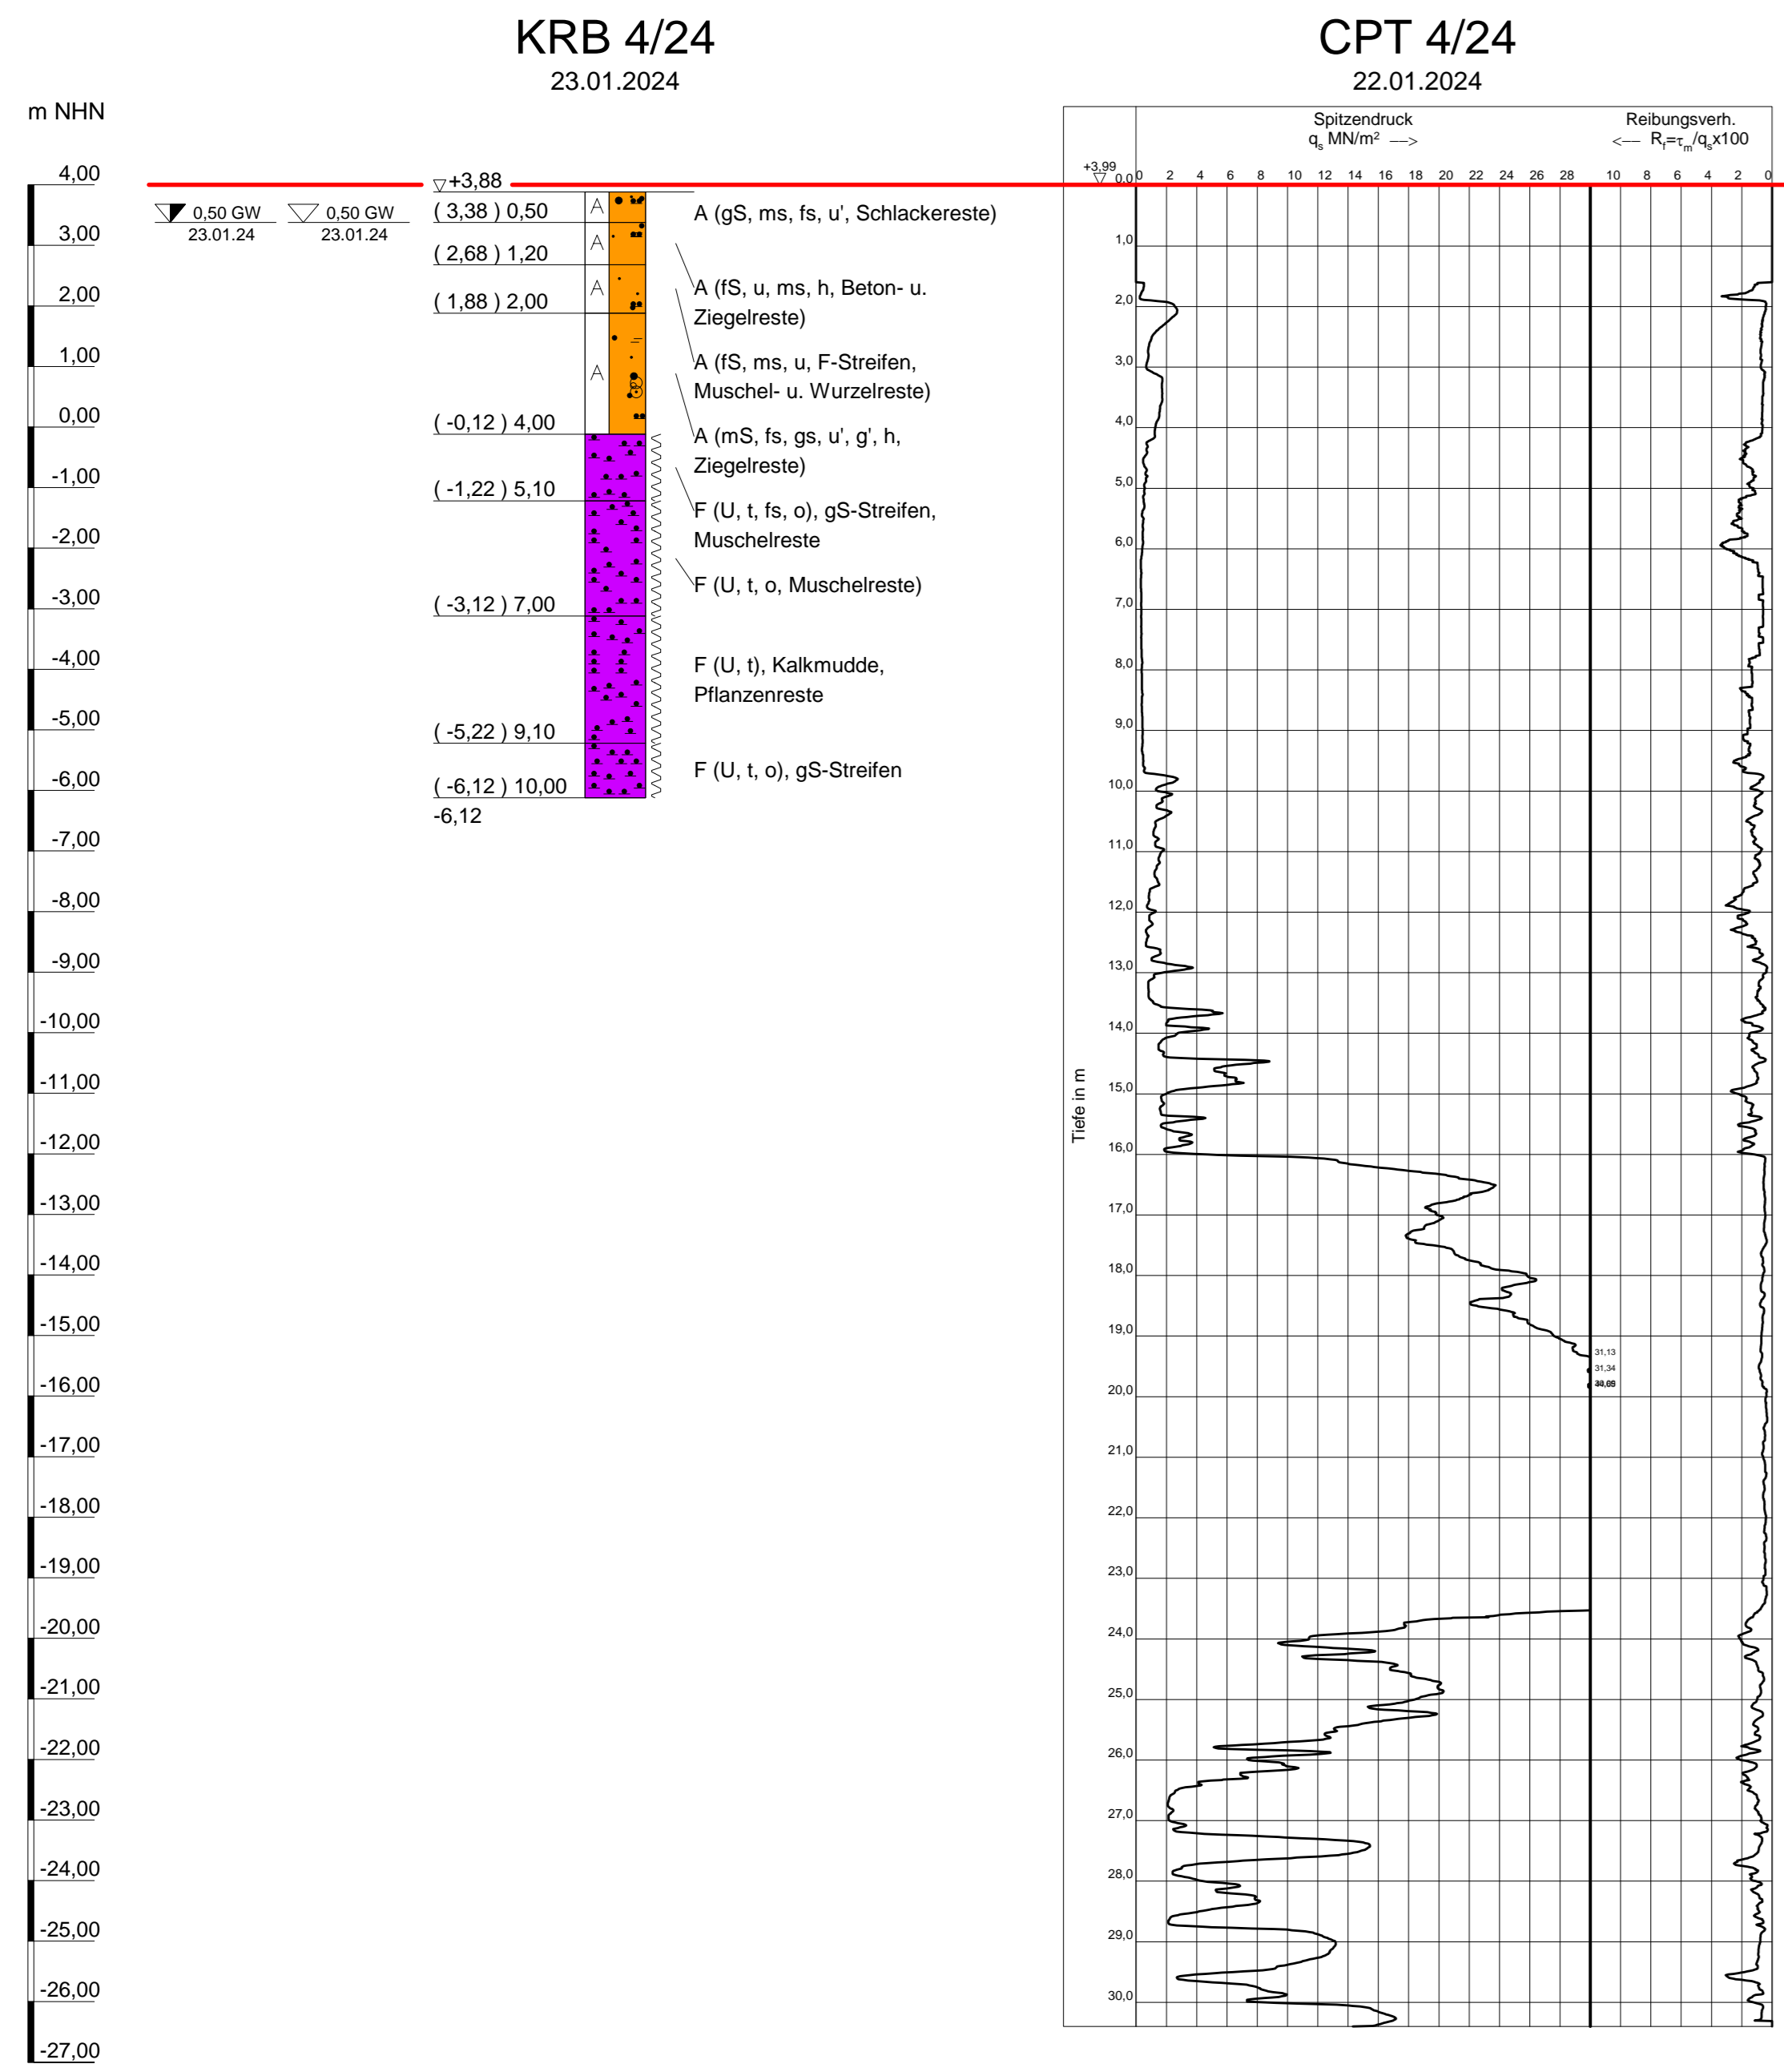 KRB 4/24
23.01.2024
CPT 4/24
22.01.2024
m NHN
4,00
3,00
2,00
1,00
0,00
-1,00
-2,00
-3,00
-4,00
-5,00
-6,00
-7,00
-8,00
-9,00
-10,00
-11,00
-12,00
-13,00
-14,00
-15,00
-16,00
-17,00
-18,00
-19,00
-20,00
-21,00
-22,00
-23,00
-24,00
-25,00
-26,00
-27,00
0,50 GW
23.01.24
0,50 GW
23.01.24
+3,88
( 3,38 ) 0,50
( 2,68 ) 1,20
( 1,88 ) 2,00
( -0,12 ) 4,00
( -1,22 ) 5,10
( -3,12 ) 7,00
( -5,22 ) 9,10
( -6,12 ) 10,00
-6,12
A
A
A
A
A (gS, ms, fs, u', Schlackereste)
A (fS, u, ms, h, Beton- u.
Ziegelreste)
A (fS, ms, u, F-Streifen,
Muschel- u. Wurzelreste)
A (mS, fs, gs, u', g', h,
Ziegelreste)
F (U, t, fs, o), gS-Streifen,
Muschelreste
F (U, t, o, Muschelreste)
F (U, t), Kalkmudde,
Pflanzenreste
F (U, t, o), gS-Streifen
Spitzendruck
qs MN/m² -->
Reibungsverh.
<-- Rf=τm/qsx100
+3,99
0 2 4 6 8 10 12 14 16 18 20 22 24 26 28
10 8 6 4 2 0
0,0
1,0
2,0
3,0
4,0
5,0
6,0
7,0
8,0
9,0
10,0
11,0
12,0
13,0
14,0
15,0
16,0
17,0
18,0
19,0
20,0
21,0
22,0
23,0
24,0
25,0
26,0
27,0
28,0
29,0
30,0
Tiefe in m
31,13
31,34